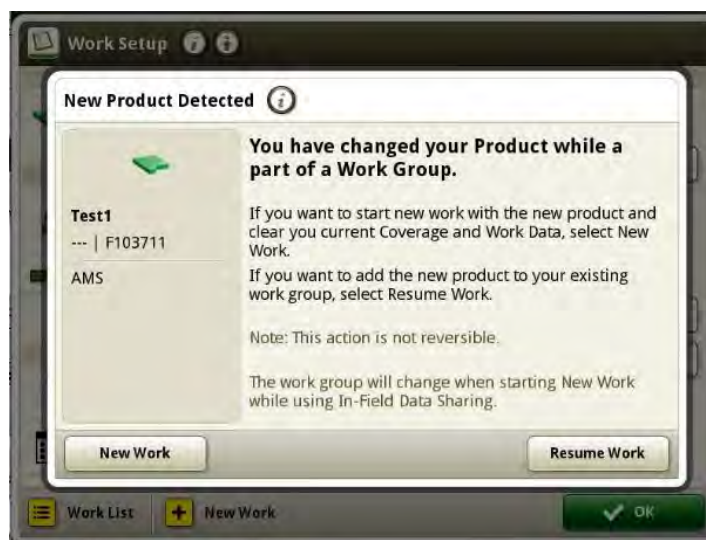 Work Setup
New Product Detected
You have changed your Product while a
part of a Work Group.
Test1
--- | F103711
AMS
If you want to start new work with the new product and
clear you current Coverage and Work Data, select New
Work.
If you want to add the new product to your existing
work group, select Resume Work.
Note: This action is not reversible.
The work group will change when starting New Work
while using In-Field Data Sharing.
New Work
Resume Work
Work List
New Work
OK